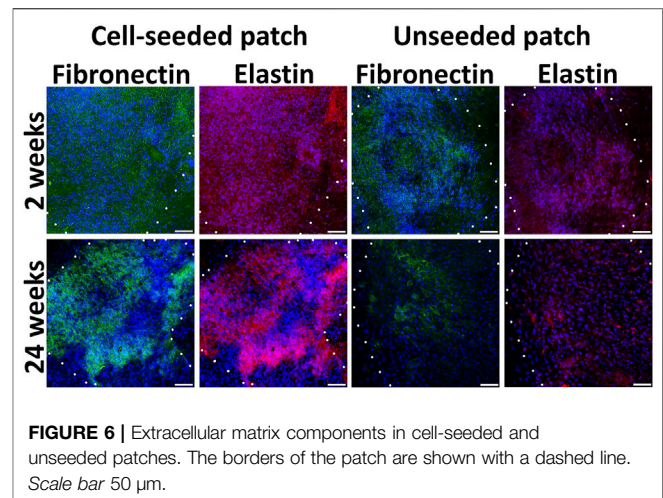 Cell-seeded patch Unseeded patch
Fibronectin Elastin Fibronectin Elastin
2 weeks
24 weeks
FIGURE 6 | Extracellular matrix components in cell-seeded and
unseeded patches. The borders of the patch are shown with a dashed line.
Scale bar 50 µm.